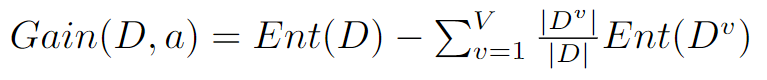 Gain(D, a) = Ent(D) − ∑_{v=1}^{V} \frac{|D^v|}{|D|} Ent(D^v)